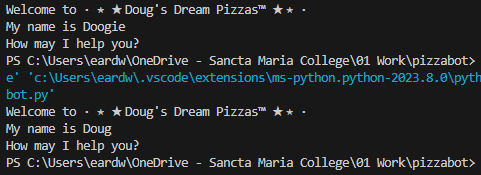 Welcome to · ⋆ ★Doug's Dream Pizzas™ ★⋆ ·
My name is Doogie
How may I help you?
PS C:\Users\eardw\OneDrive - Sancta Maria College\01 Work\pizzabot>
e' 'c:\Users\eardw\.vscode\extensions\ms-python.python-2023.8.0\pyth
bot.py'
Welcome to · ⋆ ★Doug's Dream Pizzas™ ★⋆ ·
My name is Doug
How may I help you?
PS C:\Users\eardw\OneDrive - Sancta Maria College\01 Work\pizzabot>